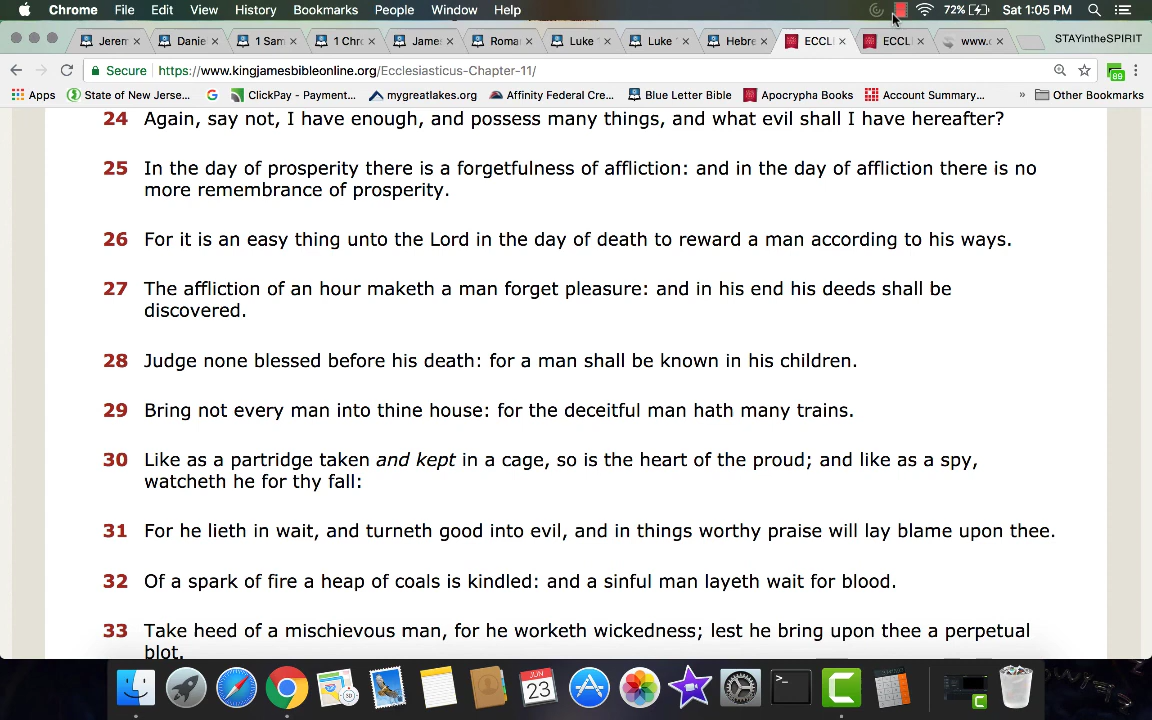 Chrome File Edit View History Bookmarks People Window Help 72% Sat 1:05 PM
Jerem Danie 1 Sam 1 Chro James Roma Luke Luke Hebre ECCLI ECCLI www.c STAYintheSPIRIT
Secure https://www.kingjamesbibleonline.org/Ecclesiasticus-Chapter-11/ 89
Apps State of New Jerse... G ClickPay - Payment... mygreatlakes.org Affinity Federal Cre... Blue Letter Bible Apocrypha Books Account Summary... » Other Bookmarks
24 Again, say not, I have enough, and possess many things, and what evil shall I have hereafter?
25 In the day of prosperity there is a forgetfulness of affliction: and in the day of affliction there is no
more remembrance of prosperity.
26 For it is an easy thing unto the Lord in the day of death to reward a man according to his ways.
27 The affliction of an hour maketh a man forget pleasure: and in his end his deeds shall be
discovered.
28 Judge none blessed before his death: for a man shall be known in his children.
29 Bring not every man into thine house: for the deceitful man hath many trains.
30 Like as a partridge taken and kept in a cage, so is the heart of the proud; and like as a spy,
watcheth he for thy fall:
31 For he lieth in wait, and turneth good into evil, and in things worthy praise will lay blame upon thee.
32 Of a spark of fire a heap of coals is kindled: and a sinful man layeth wait for blood.
33 Take heed of a mischievous man, for he worketh wickedness; lest he bring upon thee a perpetual
blot.
JUN
23